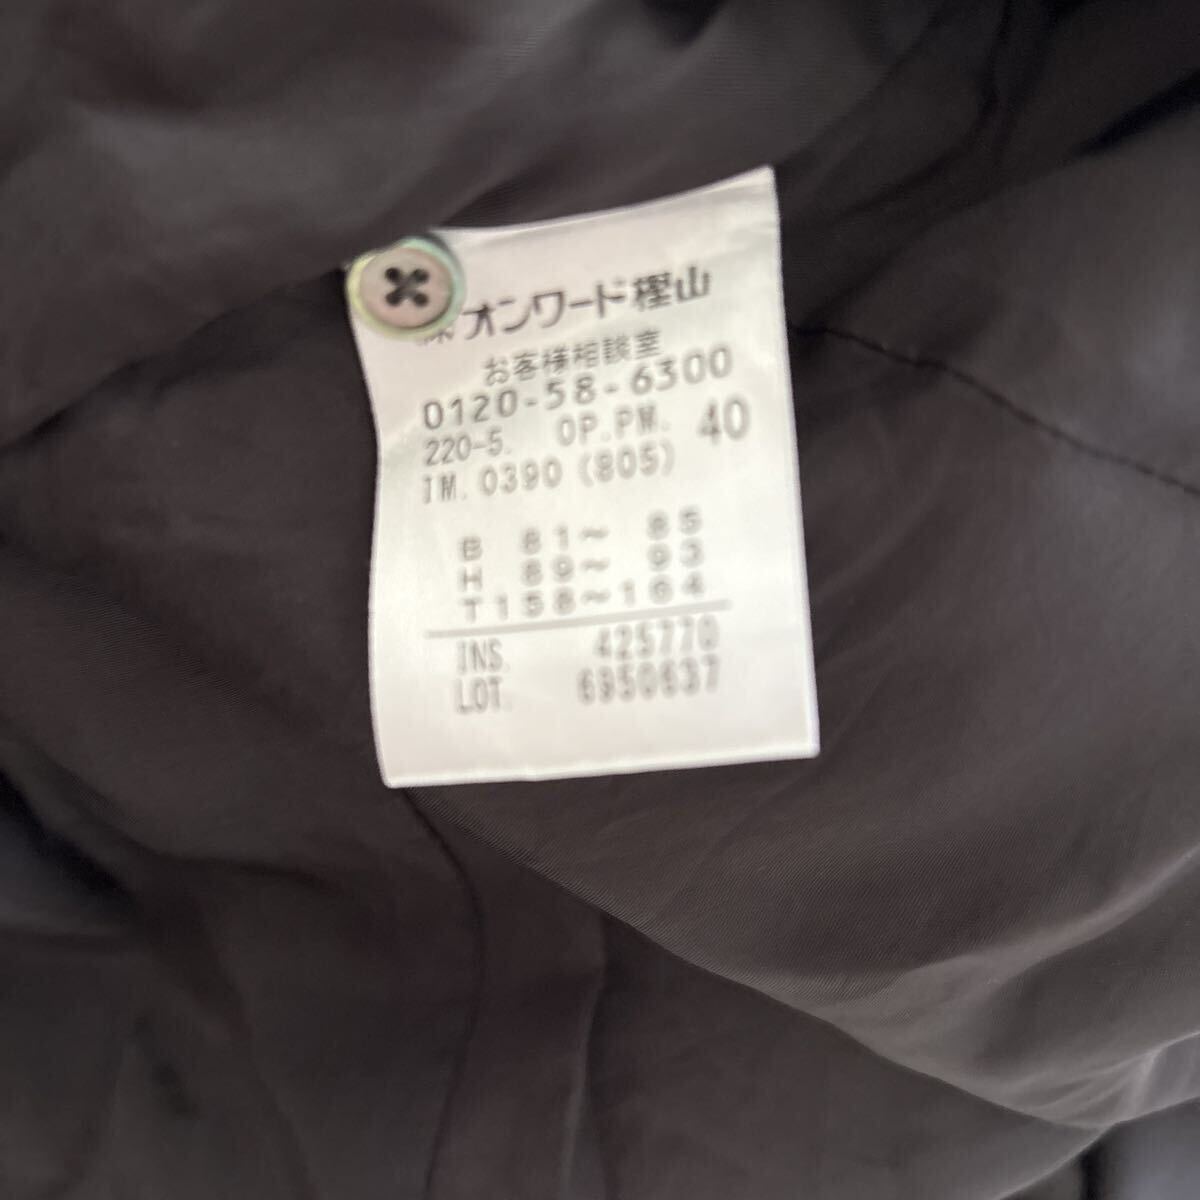 ㈱オンワード樫山
お客様相談室
0120-58-6300
220-5. OP.PM. 40
IM. 0390 (805)
B 81～ 85
H 89～ 93
T158～164
INS. 425770
LOT. 6950637